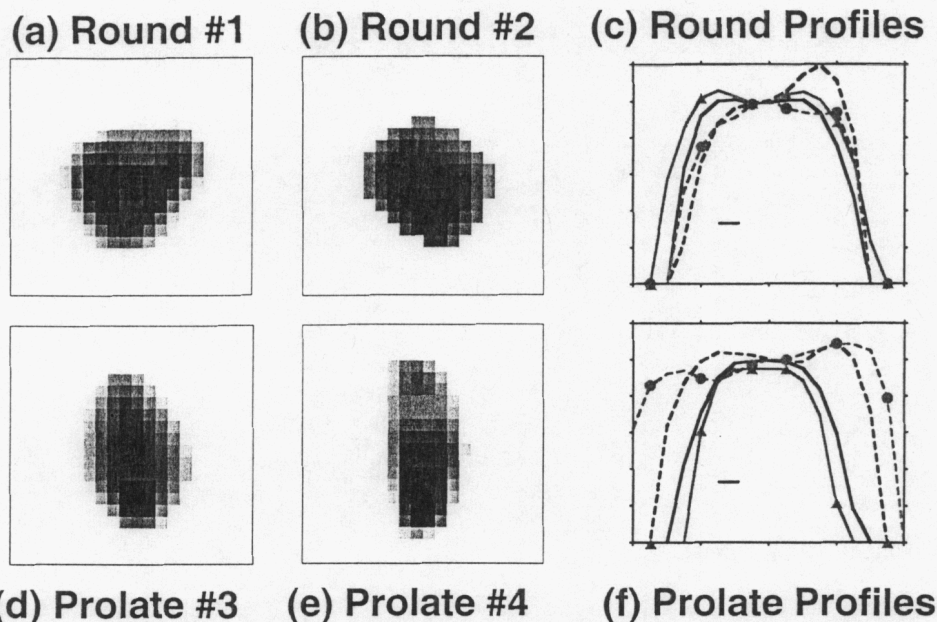 (a) Round #1
(b) Round #2
(c) Round Profiles
(d) Prolate #3
(e) Prolate #4
(f) Prolate Profiles